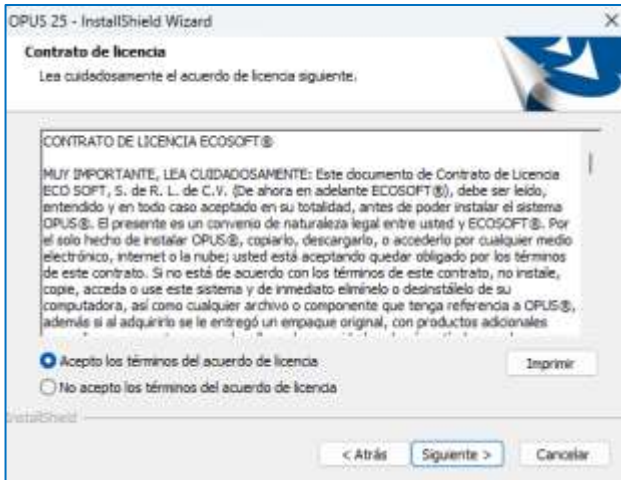 OPUS 25 - InstallShield Wizard
Contrato de licencia
Lea cuidadosamente el acuerdo de licencia siguiente.
CONTRATO DE LICENCIA ECOSOFT®
MUY IMPORTANTE, LEA CUIDADOSAMENTE: Este documento de Contrato de Licencia
ECO SOFT, S. de R. L. de C.V. (De ahora en adelante ECOSOFT®), debe ser leído,
entendido y en todo caso aceptado en su totalidad, antes de poder instalar el sistema
OPUS®. El presente es un convenio de naturaleza legal entre usted y ECOSOFT®. Por
el solo hecho de instalar OPUS®, copiarlo, descargarlo, o accederlo por cualquier medio
electrónico, internet o la nube; usted está aceptando quedar obligado por los términos
de este contrato. Si no está de acuerdo con los términos de este contrato, no instale,
copie, acceda o use este sistema y de inmediato elimínelo o desinstálelo de su
computadora, así como cualquier archivo o componente que tenga referencia a OPUS®,
además si al adquirirlo se le entregó un empaque original, con productos adicionales
Acepto los términos del acuerdo de licencia
Imprimir
No acepto los términos del acuerdo de licencia
InstallShield
< Atrás Siguiente > Cancelar